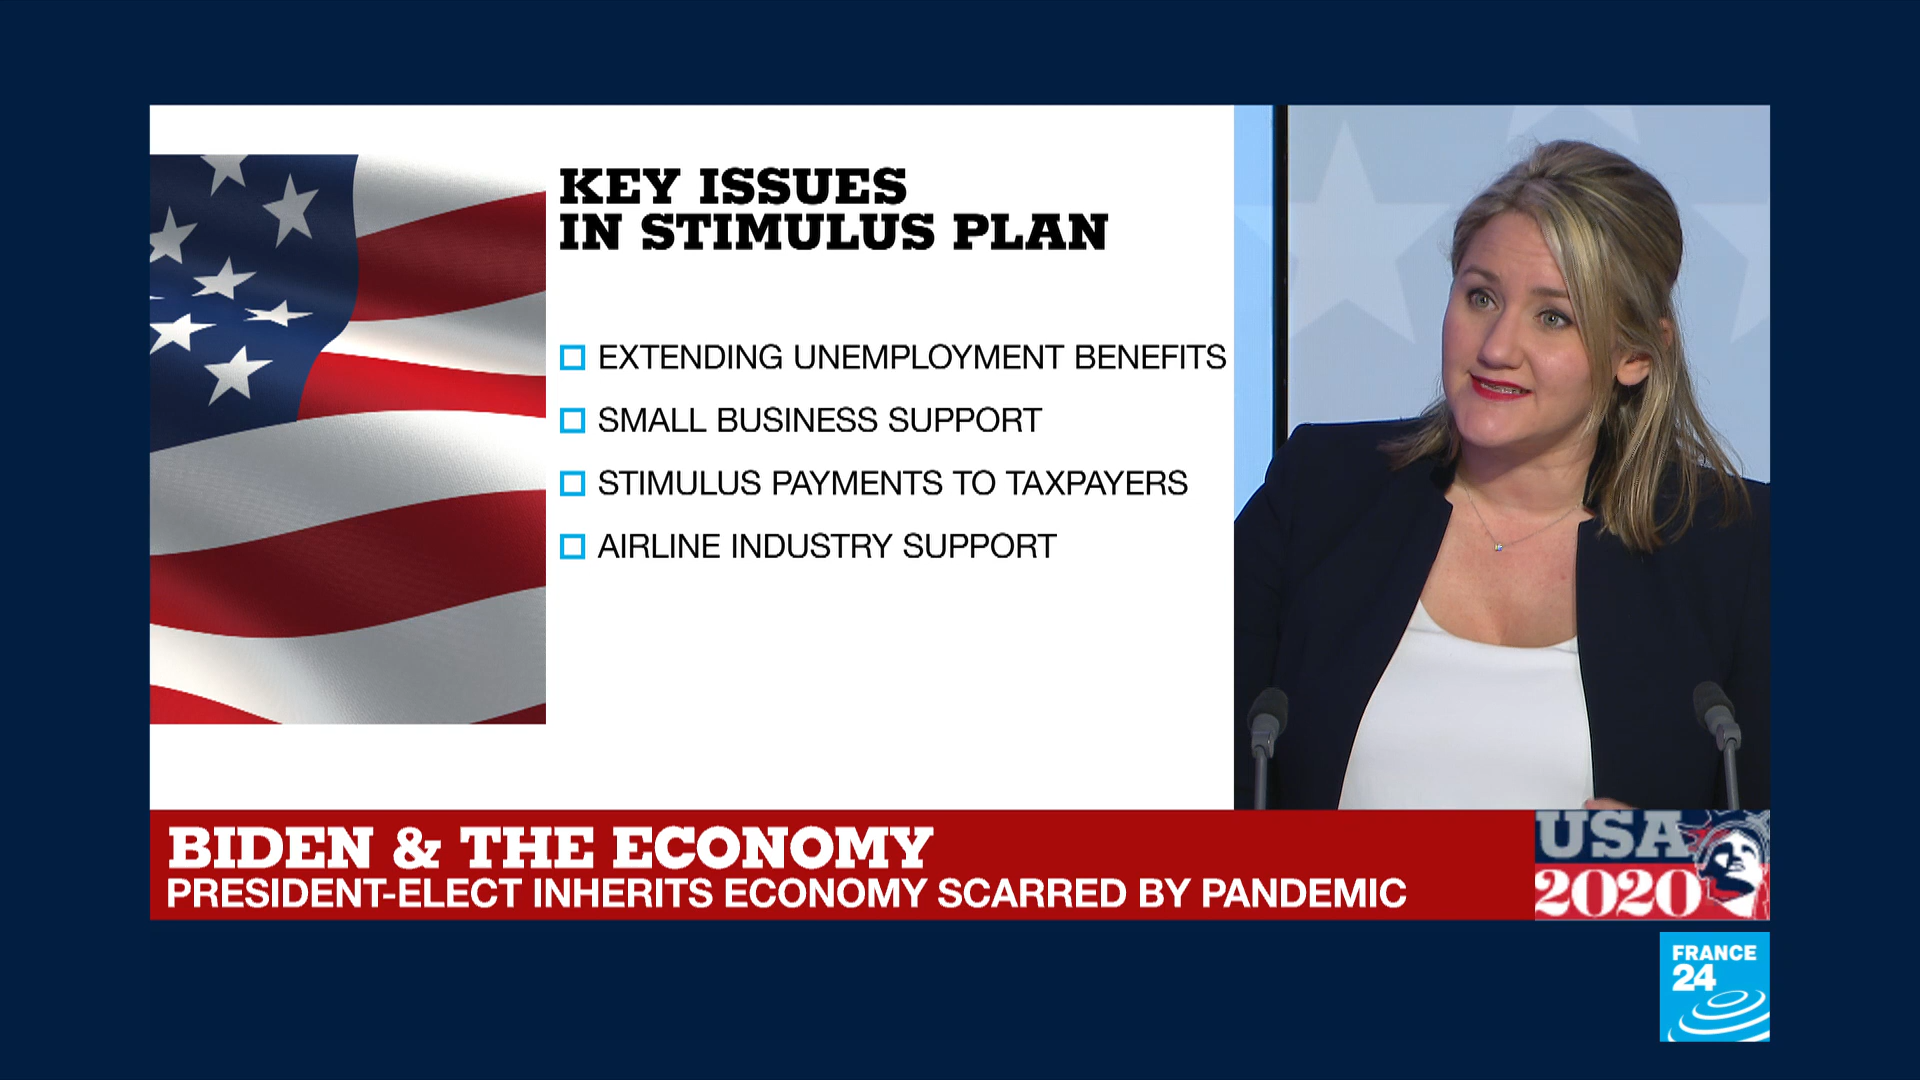 KEY ISSUES
IN STIMULUS PLAN
EXTENDING UNEMPLOYMENT BENEFITS
SMALL BUSINESS SUPPORT
STIMULUS PAYMENTS TO TAXPAYERS
AIRLINE INDUSTRY SUPPORT
BIDEN & THE ECONOMY
PRESIDENT-ELECT INHERITS ECONOMY SCARRED BY PANDEMIC
USA
2020
FRANCE
24